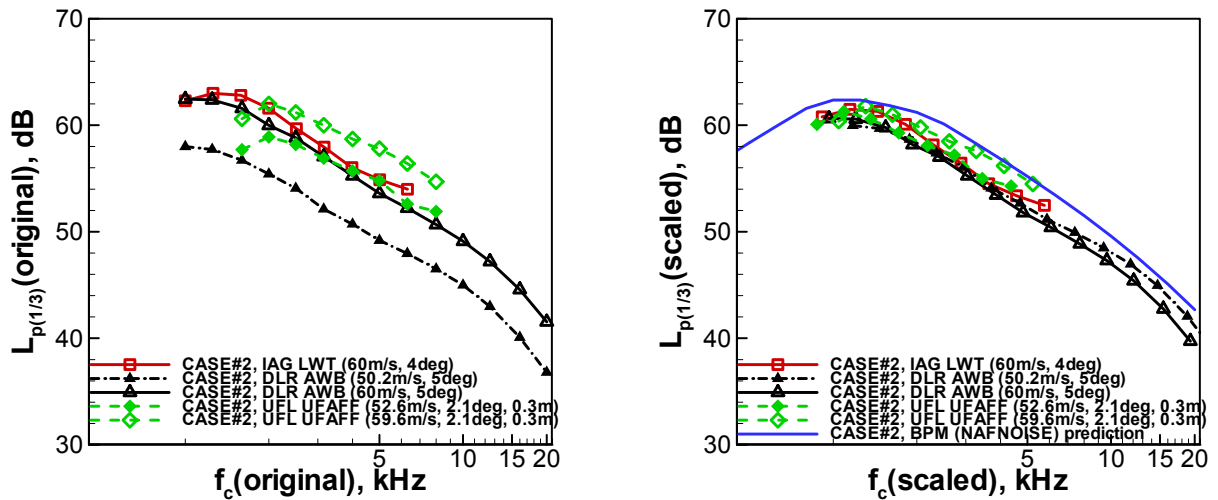 70
60
50
40
30
L_p(1/3)(original), dB
CASE#2, IAG LWT (60m/s, 4deg)
CASE#2, DLR AWB (50.2m/s, 5deg)
CASE#2, DLR AWB (60m/s, 5deg)
CASE#2, UFL UFAFF (52.6m/s, 2.1deg, 0.3m)
CASE#2, UFL UFAFF (59.6m/s, 2.1deg, 0.3m)
5 10 15 20
f_c(original), kHz
70
60
50
40
30
L_p(1/3)(scaled), dB
CASE#2, IAG LWT (60m/s, 4deg)
CASE#2, DLR AWB (50.2m/s, 5deg)
CASE#2, DLR AWB (60m/s, 5deg)
CASE#2, UFL UFAFF (52.6m/s, 2.1deg, 0.3m)
CASE#2, UFL UFAFF (59.6m/s, 2.1deg, 0.3m)
CASE#2, BPM (NAFNOISE) prediction
5 10 15 20
f_c(scaled), kHz